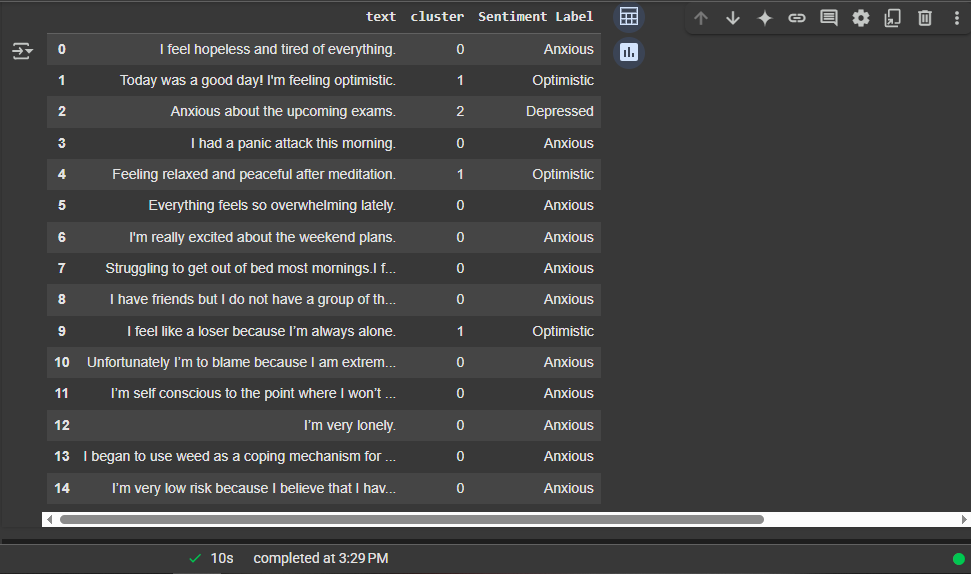 text cluster Sentiment Label
0 I feel hopeless and tired of everything. 0 Anxious
1 Today was a good day! I'm feeling optimistic. 1 Optimistic
2 Anxious about the upcoming exams. 2 Depressed
3 I had a panic attack this morning. 0 Anxious
4 Feeling relaxed and peaceful after meditation. 1 Optimistic
5 Everything feels so overwhelming lately. 0 Anxious
6 I'm really excited about the weekend plans. 0 Anxious
7 Struggling to get out of bed most mornings.I f... 0 Anxious
8 I have friends but I do not have a group of th... 0 Anxious
9 I feel like a loser because I’m always alone. 1 Optimistic
10 Unfortunately I’m to blame because I am extrem... 0 Anxious
11 I’m self conscious to the point where I won’t ... 0 Anxious
12 I’m very lonely. 0 Anxious
13 I began to use weed as a coping mechanism for ... 0 Anxious
14 I’m very low risk because I believe that I hav... 0 Anxious
10s completed at 3:29 PM